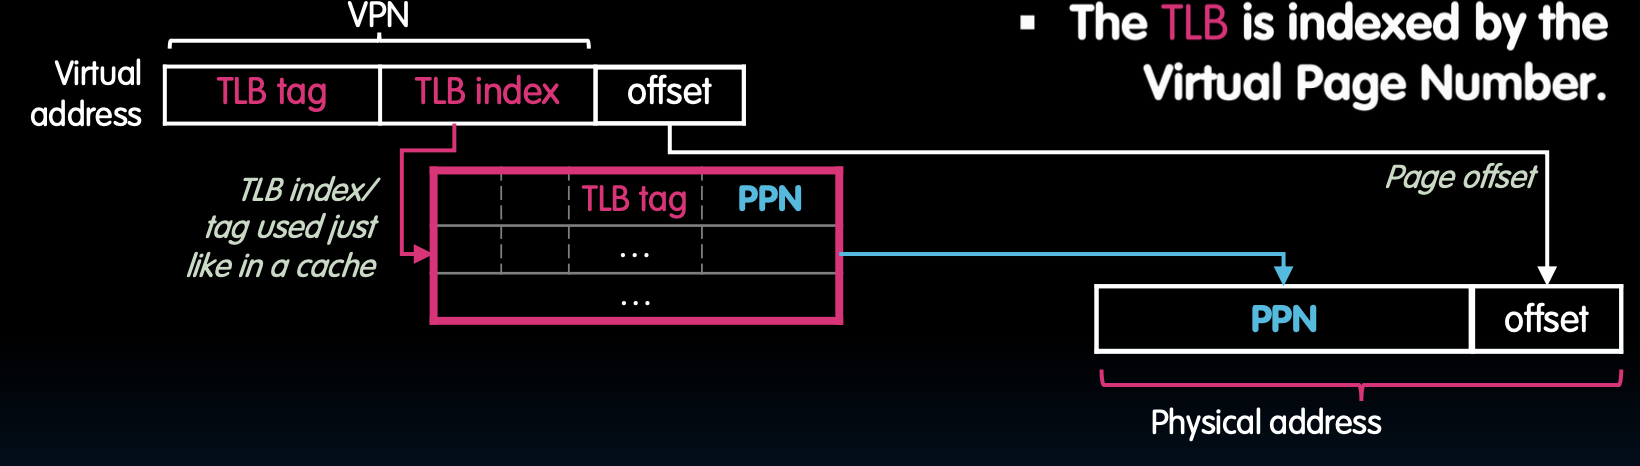 VPN
▪ The TLB is indexed by the
Virtual Page Number.
Virtual
address
TLB tag
TLB index
offset
TLB index/
tag used just
like in a cache
TLB tag
PPN
...
...
Page offset
PPN
offset
Physical address